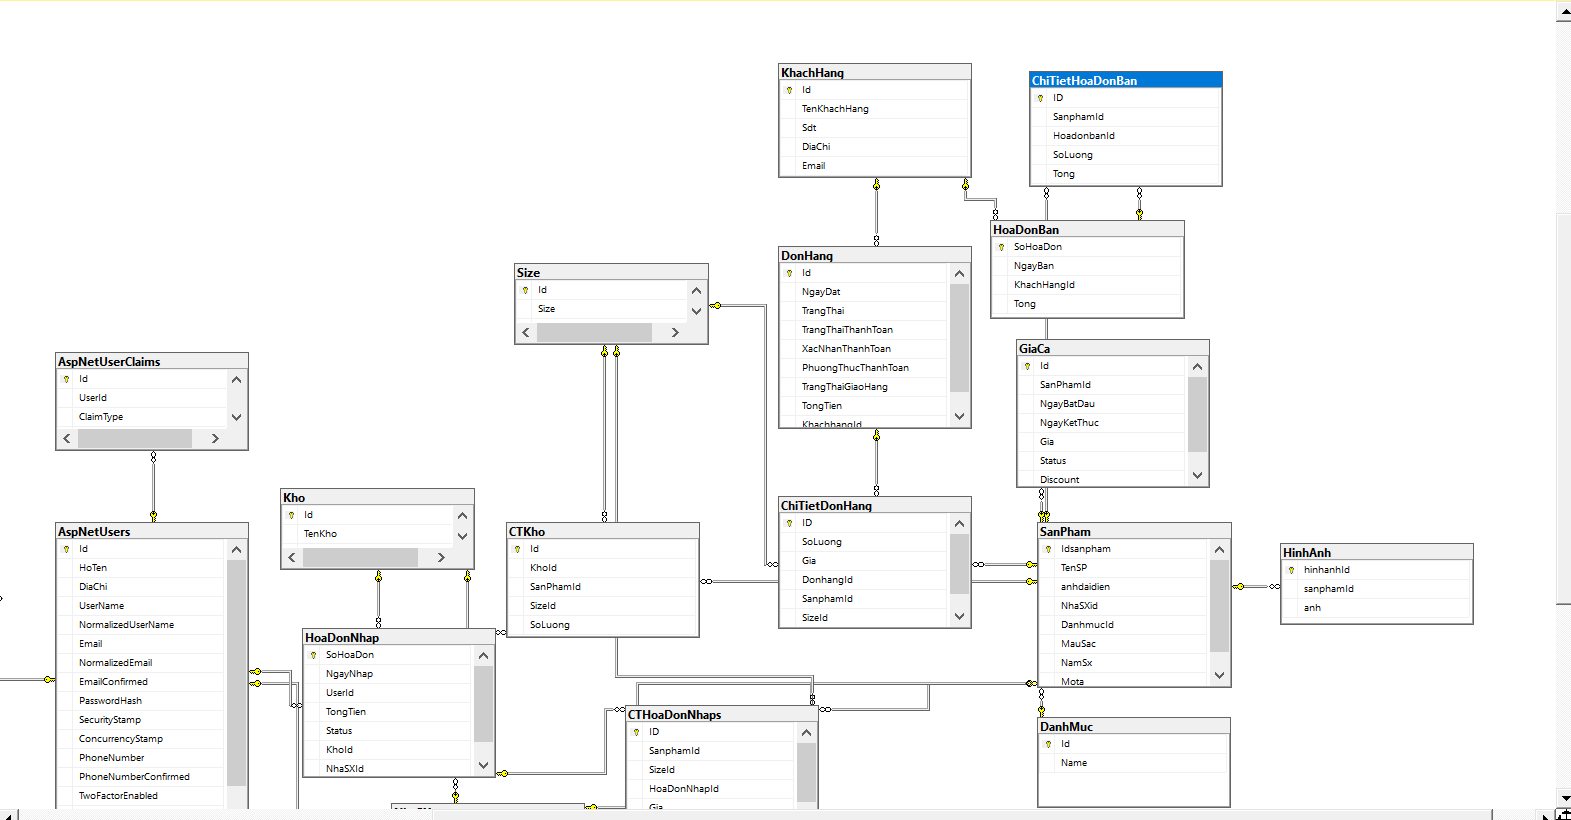 KhachHang
Id
TenKhachHang
Sdt
DiaChi
Email
ChiTietHoaDonBan
ID
SanphamId
HoadonbanId
SoLuong
Tong
HoaDonBan
SoHoaDon
NgayBan
KhachHangId
Tong
Size
Id
Size
DonHang
Id
NgayDat
TrangThai
TrangThaiThanhToan
XacNhanThanhToan
PhuongThucThanhToan
TrangThaiGiaoHang
TongTien
KhachhangId
GiaCa
Id
SanPhamId
NgayBatDau
NgayKetThuc
Gia
Status
Discount
AspNetUserClaims
Id
UserId
ClaimType
Kho
Id
TenKho
AspNetUsers
Id
HoTen
DiaChi
UserName
NormalizedUserName
Email
NormalizedEmail
EmailConfirmed
PasswordHash
SecurityStamp
ConcurrencyStamp
PhoneNumber
PhoneNumberConfirmed
TwoFactorEnabled
CTKho
Id
KhoId
SanPhamId
SizeId
SoLuong
ChiTietDonHang
ID
SoLuong
Gia
DonhangId
SanphamId
SizeId
SanPham
Idsanpham
TenSP
anhdaidien
NhaSXid
DanhmucId
MauSac
NamSx
Mota
HinhAnh
hinhanhId
sanphamId
anh
HoaDonNhap
SoHoaDon
NgayNhap
UserId
TongTien
Status
KhoId
NhaSXId
CTHoaDonNhaps
ID
SanphamId
SizeId
HoaDonNhapId
Gia
DanhMuc
Id
Name